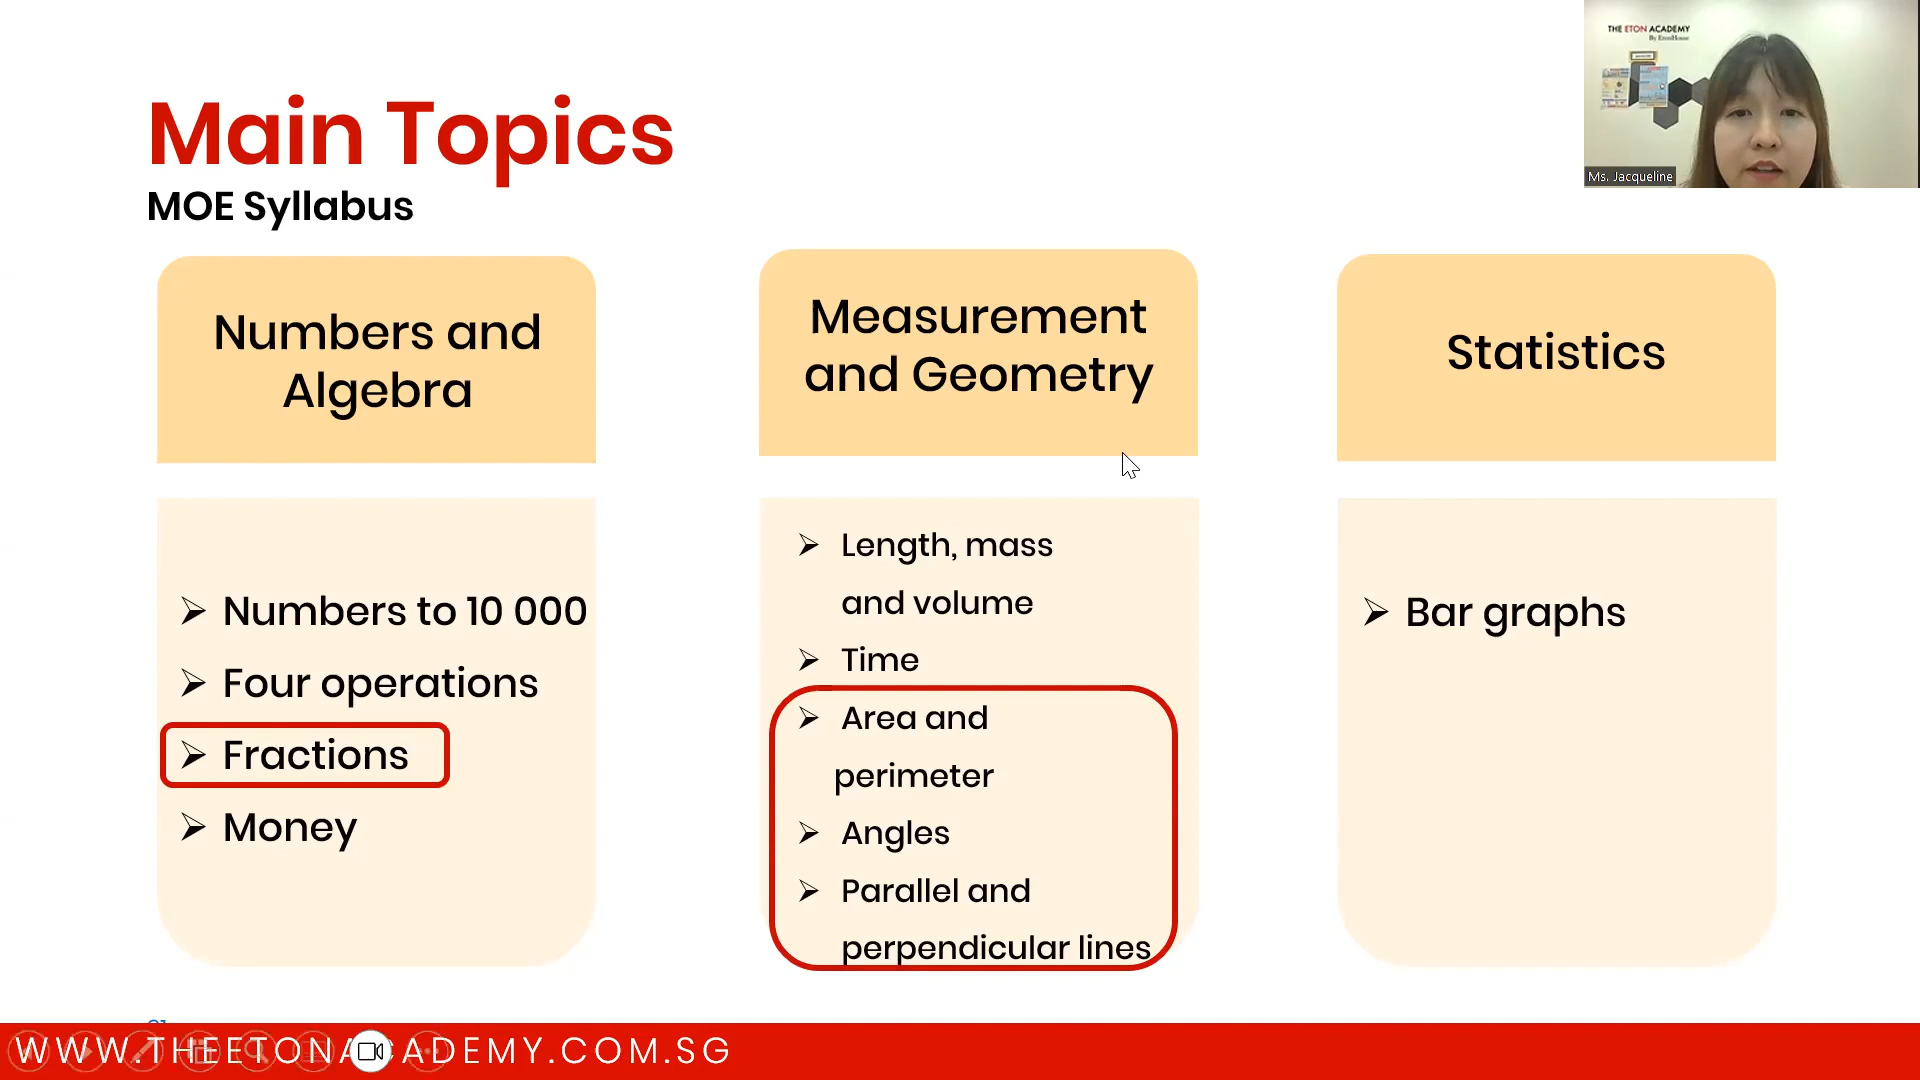 THE ETON ACADEMY
By EtonHouse
Ms. Jacqueline
Main Topics
MOE Syllabus
Numbers and
Algebra
➢ Numbers to 10 000
➢ Four operations
➢ Fractions
➢ Money
Measurement
and Geometry
➢ Length, mass
and volume
➢ Time
➢ Area and
perimeter
➢ Angles
➢ Parallel and
perpendicular lines
Statistics
➢ Bar graphs
WWW.THEETONACADEMY.COM.SG